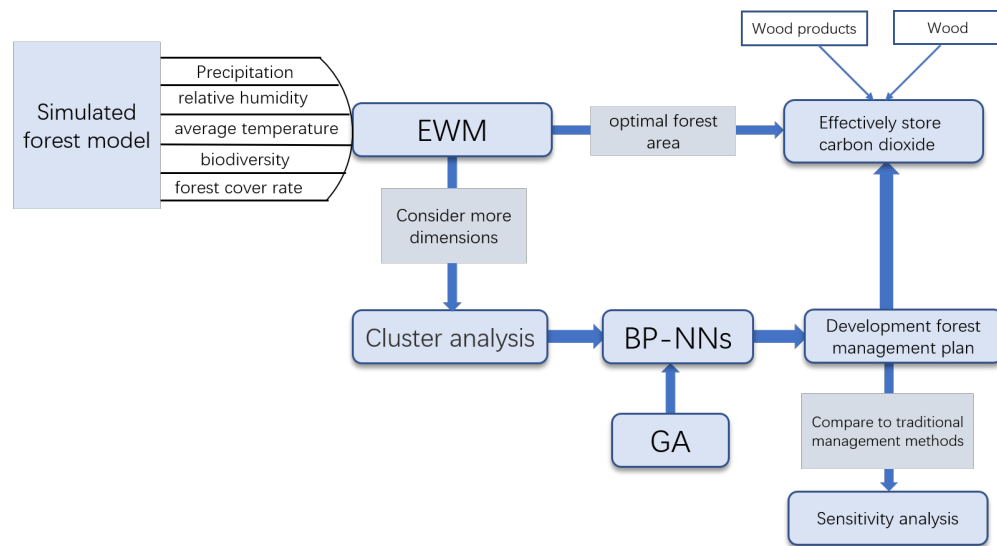 Wood products
Wood
Simulated
forest model
Precipitation
relative humidity
average temperature
biodiversity
forest cover rate
EWM
optimal forest
area
Effectively store
carbon dioxide
Consider more
dimensions
Cluster analysis
BP-NNs
Development forest
management plan
GA
Compare to traditional
management methods
Sensitivity analysis